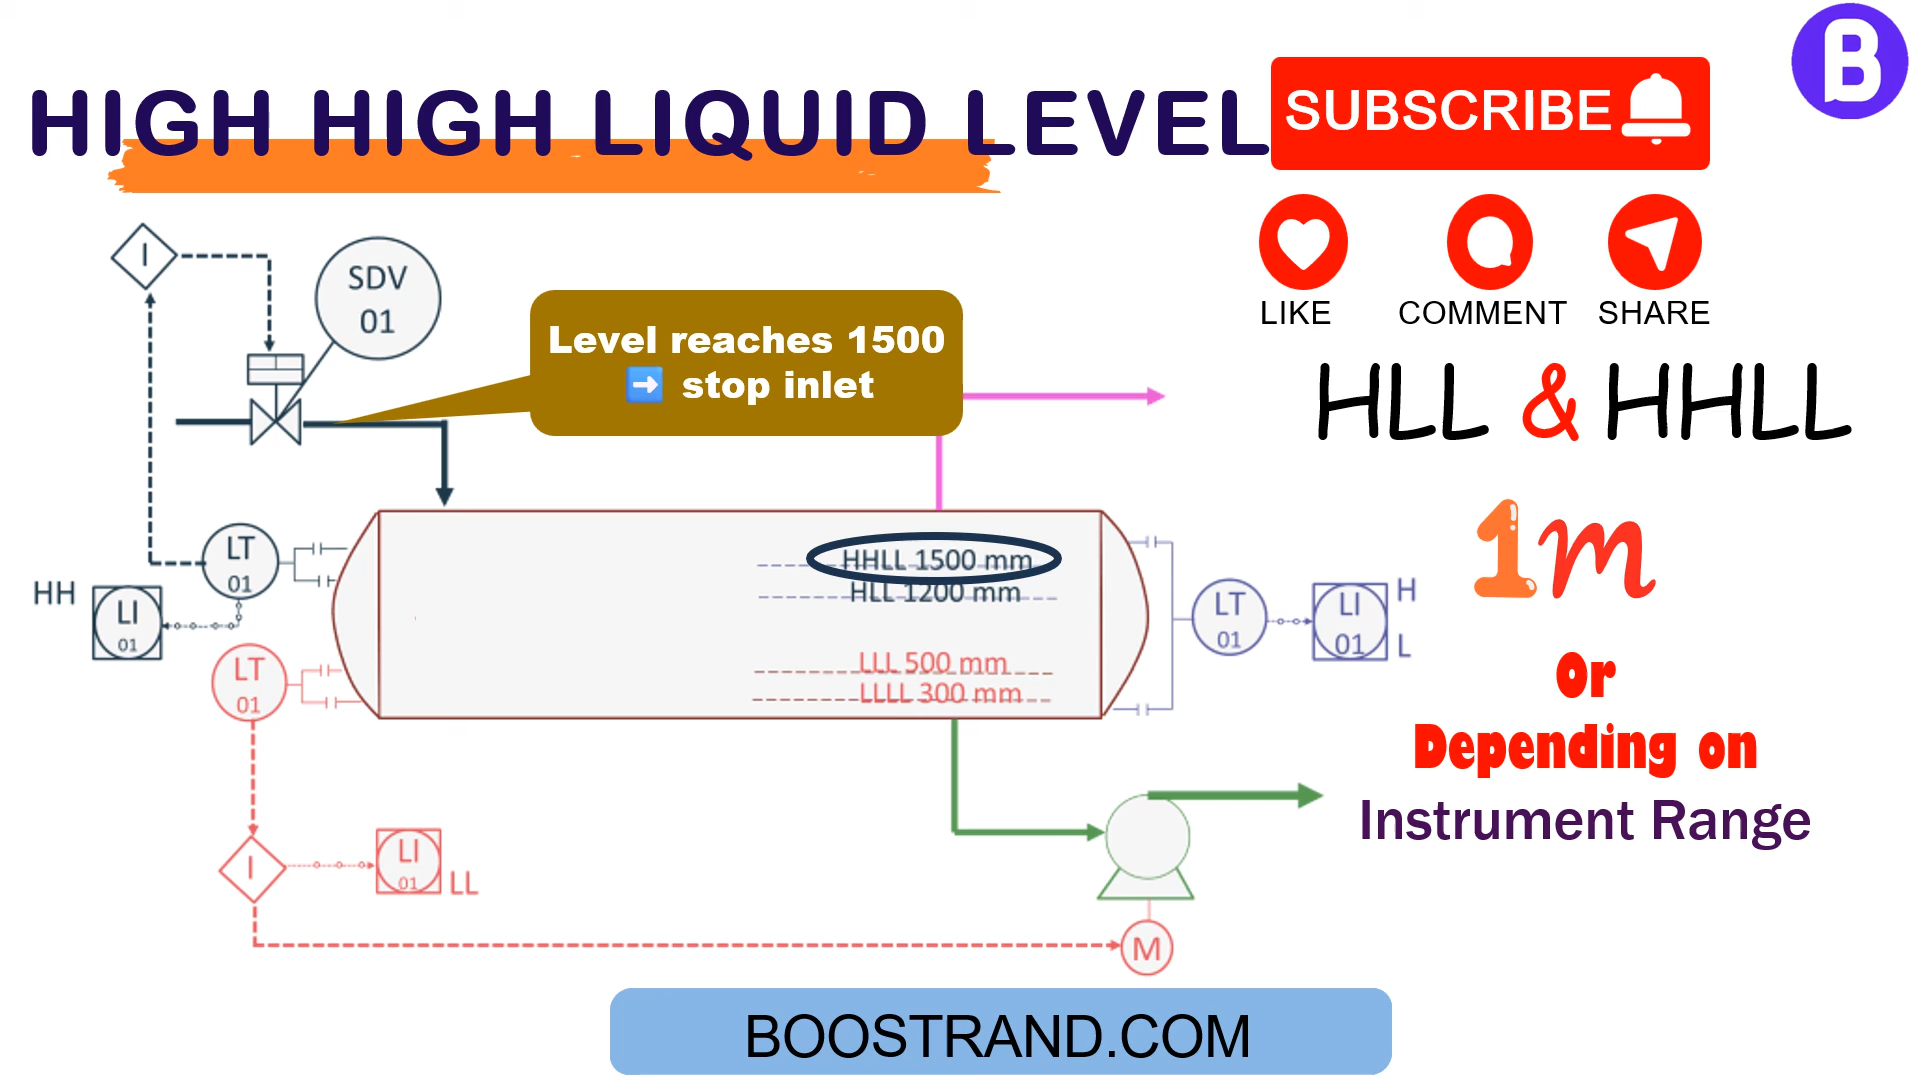 HIGH HIGH LIQUID LEVEL
SUBSCRIBE
B
LIKE
COMMENT
SHARE
I
SDV
01
Level reaches 1500
➡ stop inlet
HLL & HHLL
1m
Or
Depending on
Instrument Range
HHLL 1500 mm
HLL 1200 mm
LLL 500 mm
LLLL 300 mm
LT
01
HH
LI
01
LT
01
LT
01
LI
01
H
L
I
LI
01
LL
M
BOOSTRAND.COM